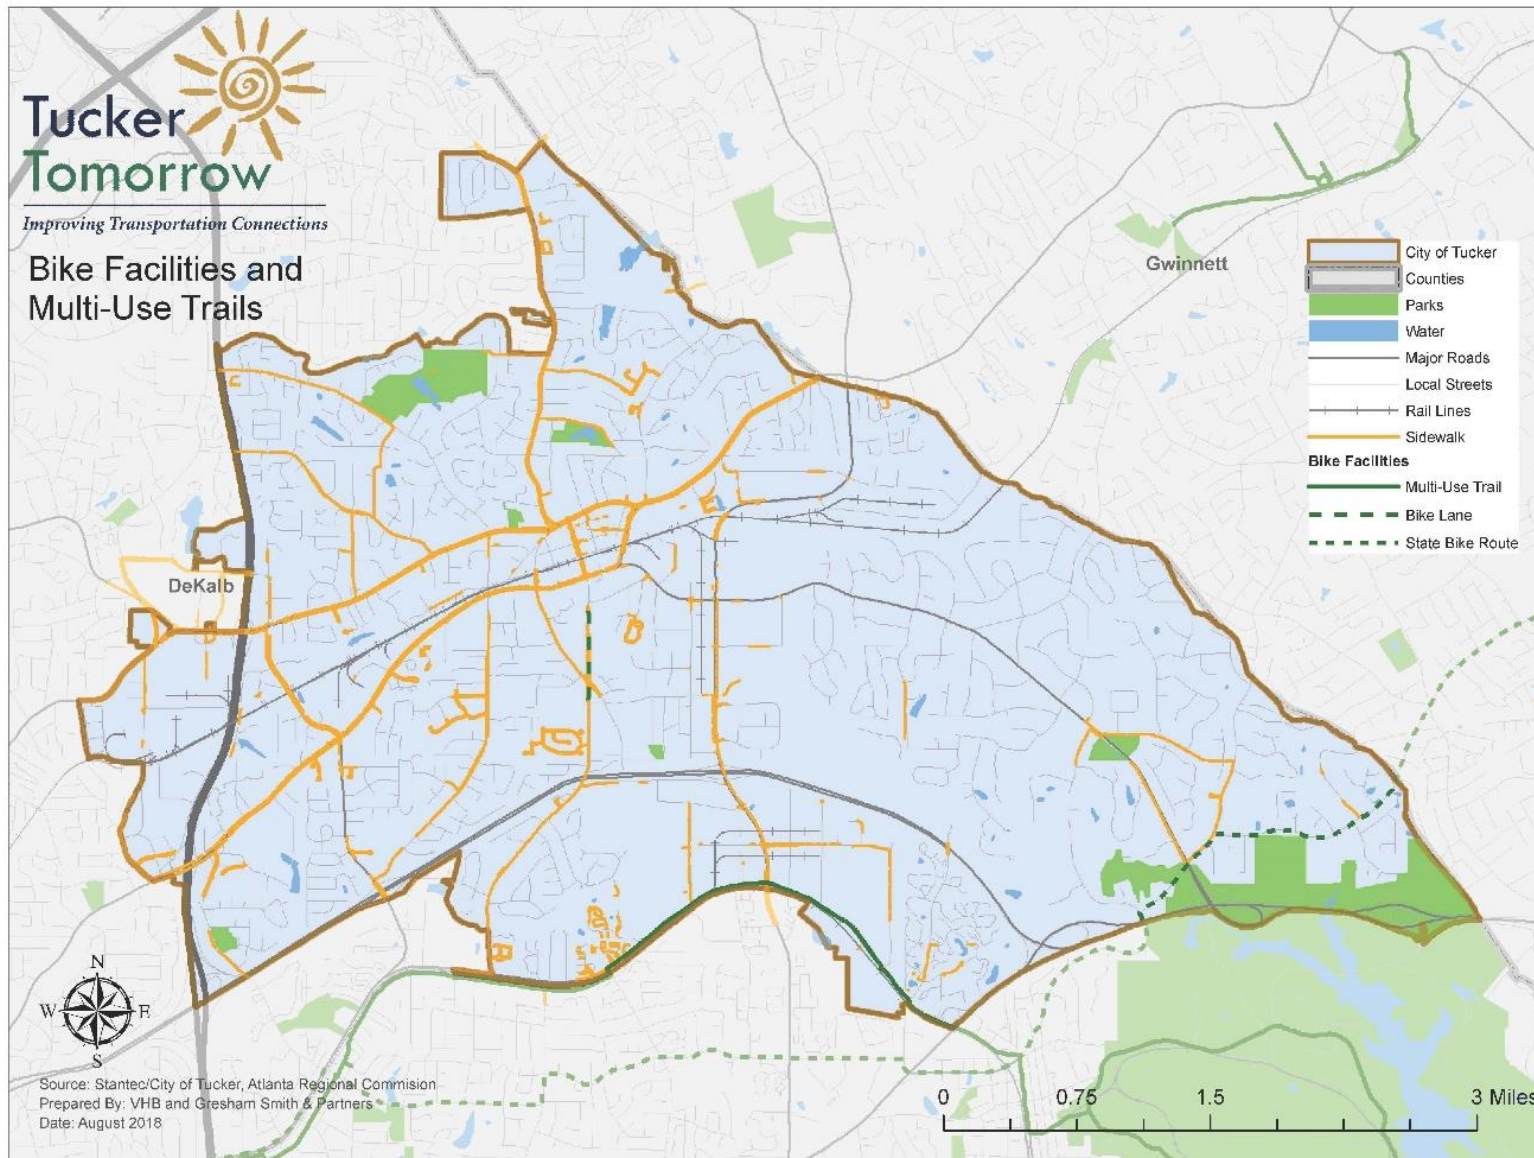 Tucker
Tomorrow
Improving Transportation Connections
Bike Facilities and
Multi-Use Trails
Gwinnett
DeKalb
City of Tucker
Counties
Parks
Water
Major Roads
Local Streets
Rail Lines
Sidewalk
Bike Facilities
Multi-Use Trail
Bike Lane
State Bike Route
N
W E
S
Source: Stantec/City of Tucker, Atlanta Regional Commision
Prepared By: VHB and Gresham Smith & Partners
Date: August 2018
0 0.75 1.5 3 Miles